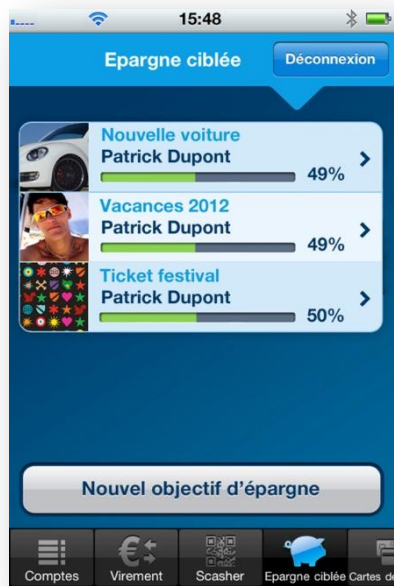 15:48
Epargne ciblée
Déconnexion
Nouvelle voiture
Patrick Dupont
49%
Vacances 2012
Patrick Dupont
49%
Ticket festival
Patrick Dupont
50%
Nouvel objectif d'épargne
Comptes
Virement
Scasher
Epargne ciblée
Cartes de